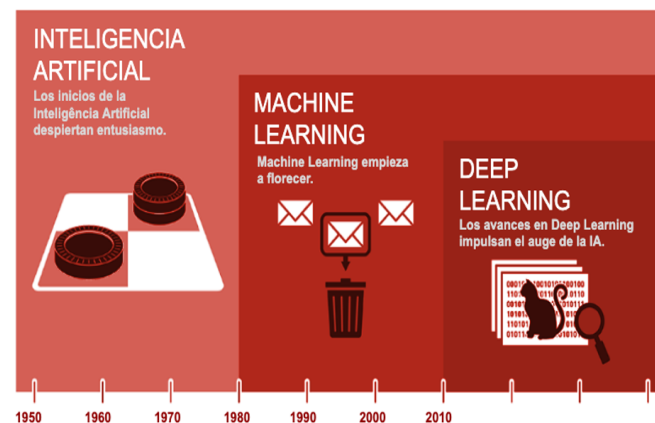 INTELIGENCIA
ARTIFICIAL
Los inicios de la
Inteligência Artificial
despiertan entusiasmo.
MACHINE
LEARNING
Machine Learning empieza
a florecer.
DEEP
LEARNING
Los avances en Deep Learning
impulsan el auge de la IA.
1950 1960 1970 1980 1990 2000 2010